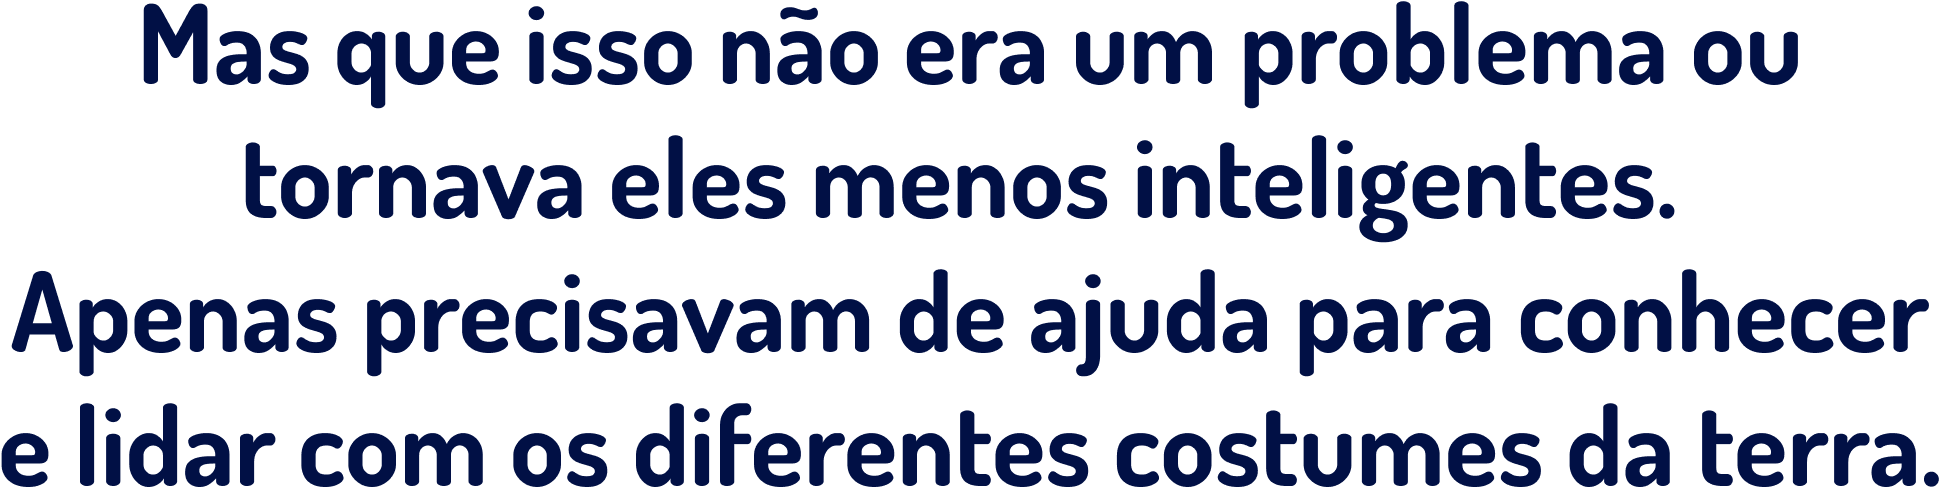 Mas que isso não era um problema ou
tornava eles menos inteligentes.
Apenas precisavam de ajuda para conhecer
e lidar com os diferentes costumes da terra.